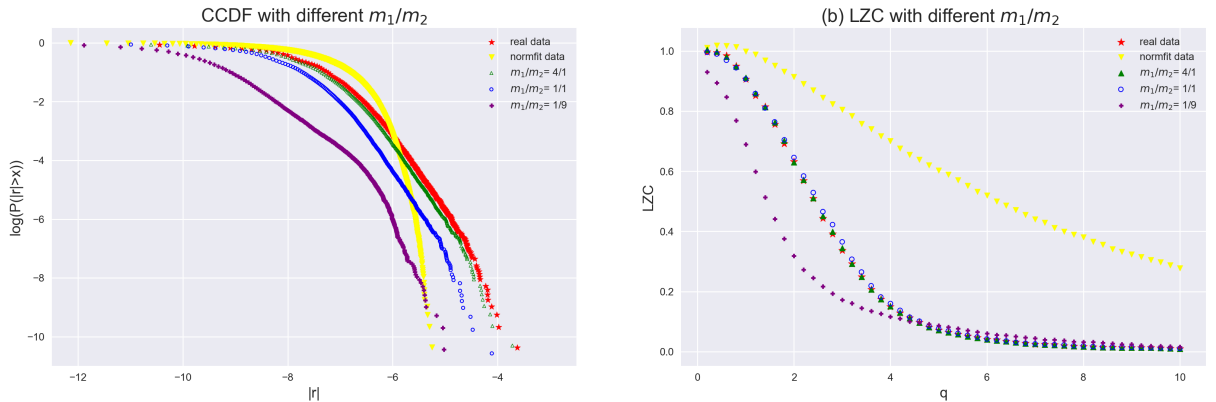 CCDF with different m₁/m₂
log(P(|r|>x))
0
−2
−4
−6
−8
−10
−12
−10
−8
−6
−4
|r|
real data
normfit data
m₁/m₂= 4/1
m₁/m₂= 1/1
m₁/m₂= 1/9
(b) LZC with different m₁/m₂
LZC
1.0
0.8
0.6
0.4
0.2
0.0
0
2
4
6
8
10
q
real data
normfit data
m₁/m₂= 4/1
m₁/m₂= 1/1
m₁/m₂= 1/9